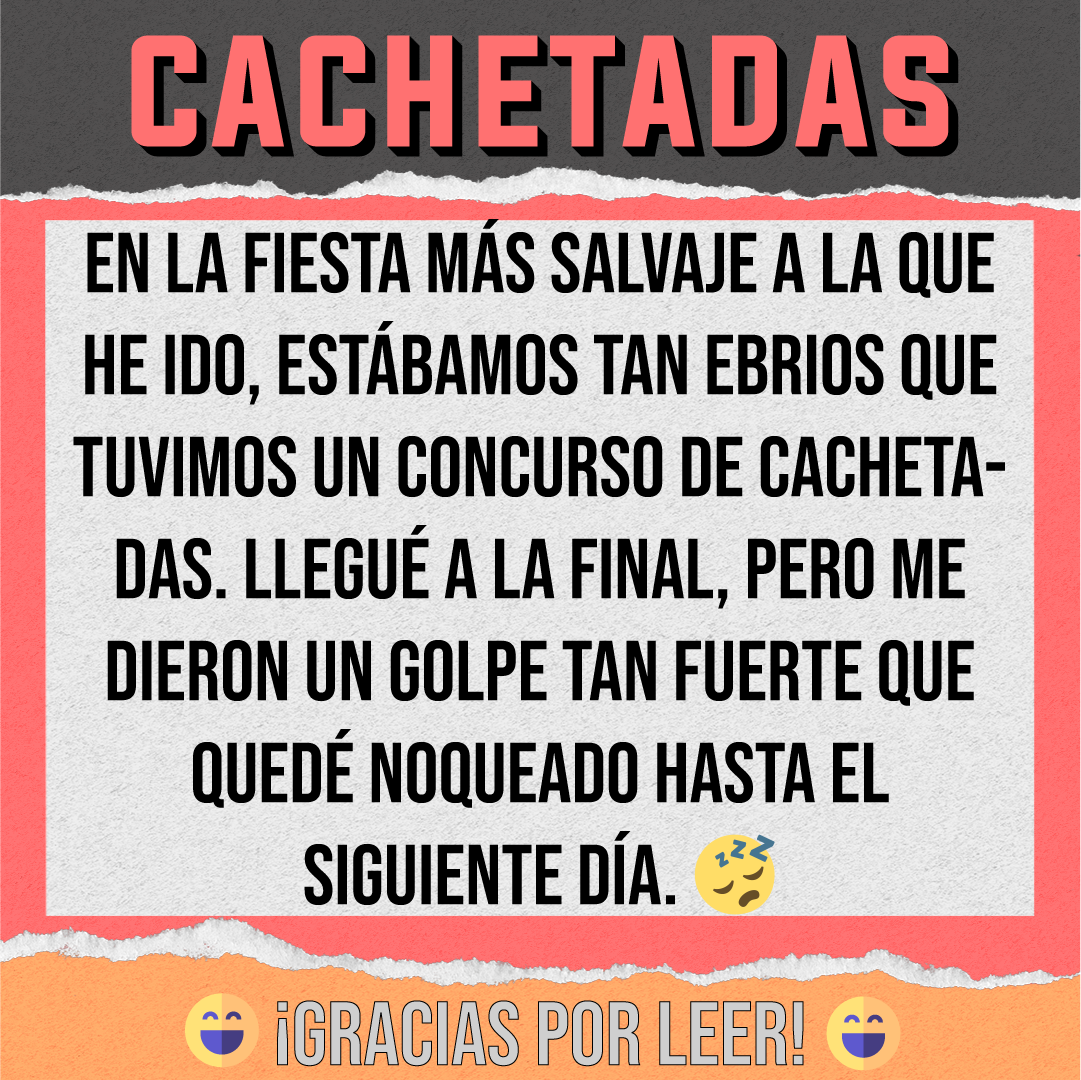 CACHETADAS
EN LA FIESTA MÁS SALVAJE A LA QUE
HE IDO, ESTÁBAMOS TAN EBRIOS QUE
TUVIMOS UN CONCURSO DE CACHETA-
DAS. LLEGUÉ A LA FINAL, PERO ME
DIERON UN GOLPE TAN FUERTE QUE
QUEDÉ NOQUEADO HASTA EL
SIGUIENTE DÍA. 😴
¡GRACIAS POR LEER!